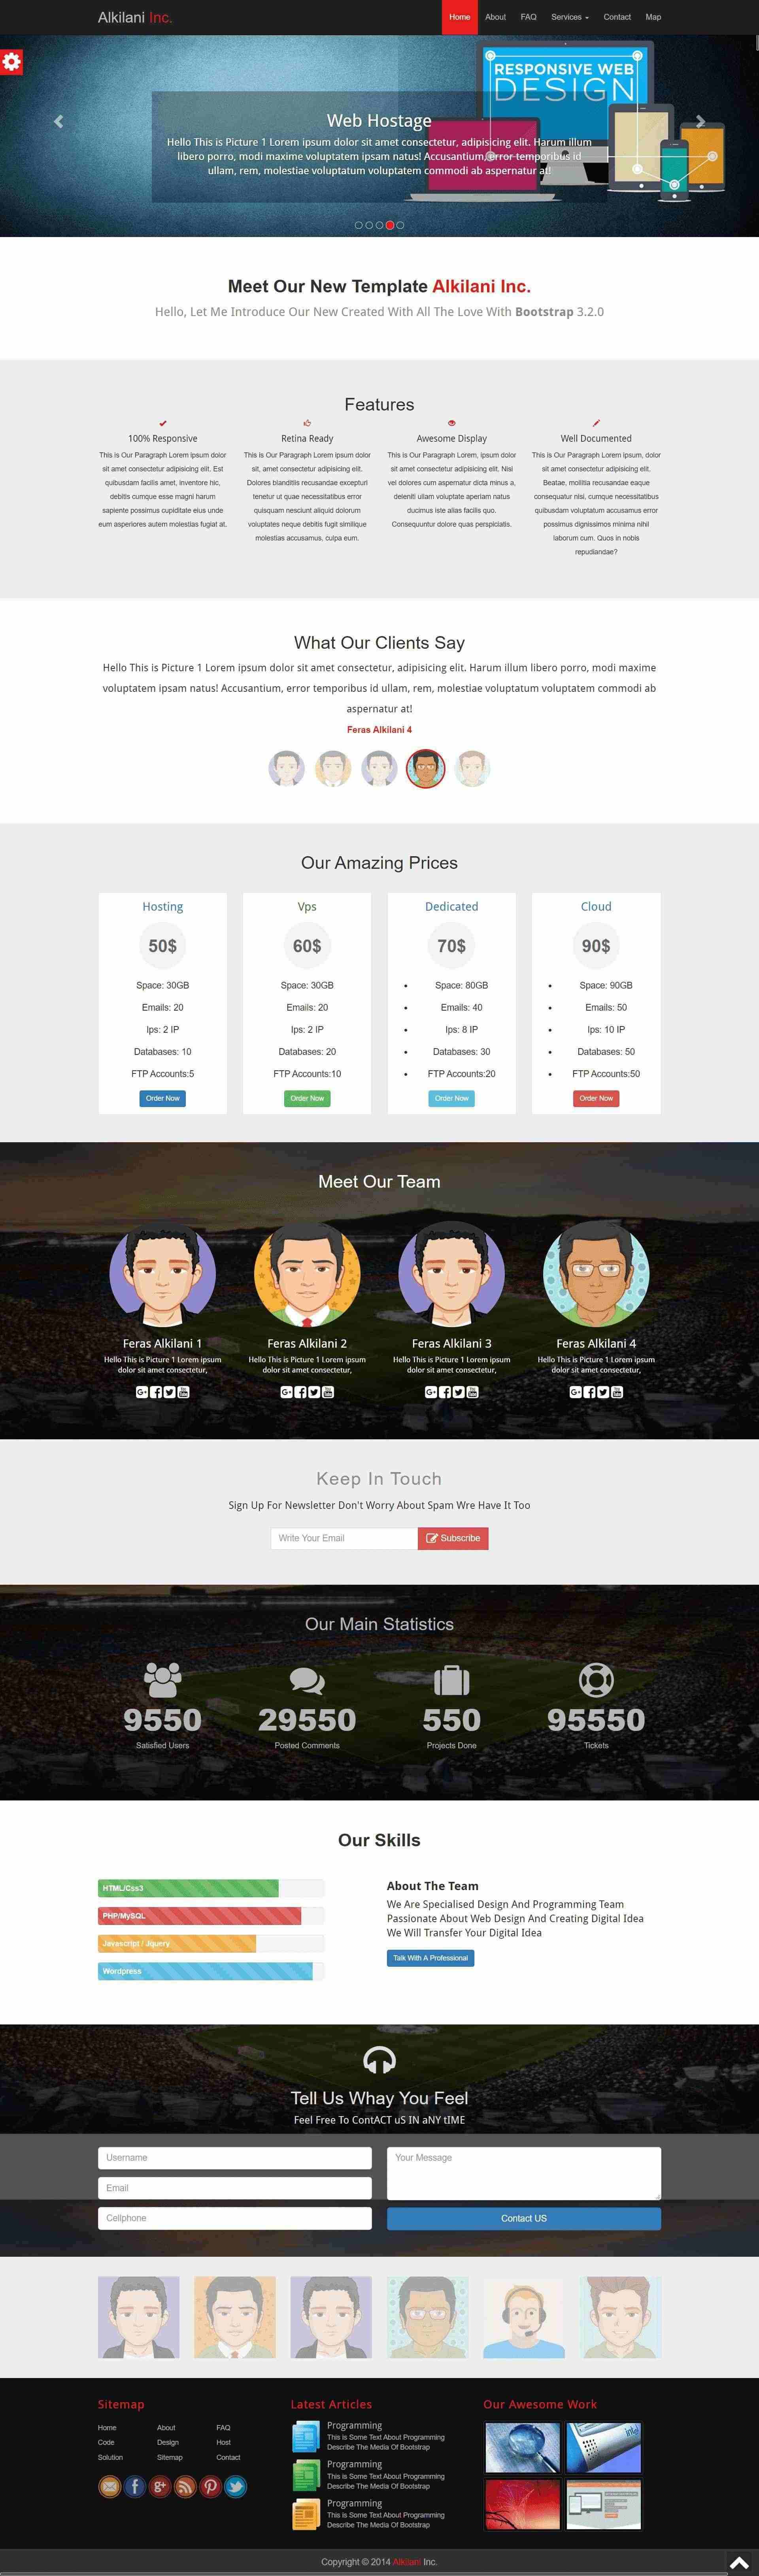 Alkilani Inc.
Home About FAQ Services Contact Map
RESPONSIVE WEB
DESIGN
Web Hostage
Hello This is Picture 1 Lorem ipsum dolor sit amet consectetur, adipisicing elit. Harum illum
libero porro, modi maxime voluptatem ipsam natus! Accusantium, error temporibus id
ullam, rem, molestiae voluptatum voluptatem commodi ab aspernatur at!
Meet Our New Template Alkilani Inc.
Hello, Let Me Introduce Our New Created With All The Love With Bootstrap 3.2.0
Features
100% Responsive
This is Our Paragraph Lorem ipsum dolor
sit amet consectetur adipisicing elit. Est
quibusdam facilis amet, inventore hic,
debitis cumque esse magni harum
sapiente possimus cupiditate eius unde
eum asperiores autem molestias fugiat at.
Retina Ready
This is Our Paragraph Lorem ipsum dolor
sit, amet consectetur adipisicing elit.
Dolores blanditiis recusandae excepturi
tenetur ut quae necessitatibus error
quisquam nesciunt aliquid dolorum
voluptates neque debitis fugit similique
molestias accusamus, culpa eum.
Awesome Display
This is Our Paragraph Lorem, ipsum dolor
sit amet consectetur adipisicing elit. Nisi
vel dolores cum aspernatur dicta minus a,
deleniti ullam voluptate aperiam natus
ducimus iste alias facilis quo.
Consequuntur dolore quas perspiciatis.
Well Documented
This is Our Paragraph Lorem ipsum, dolor
sit amet consectetur adipisicing elit.
Beatae, mollitia recusandae eaque
consequatur nisi, cumque necessitatibus
quibusdam voluptatum accusamus error
possimus dignissimos minima nihil
laborum cum. Quos in nobis
repudiandae?
What Our Clients Say
Hello This is Picture 1 Lorem ipsum dolor sit amet consectetur, adipisicing elit. Harum illum libero porro, modi maxime
voluptatem ipsam natus! Accusantium, error temporibus id ullam, rem, molestiae voluptatum voluptatem commodi ab
aspernatur at!
Feras Alkilani 4
Our Amazing Prices
Hosting
50$
Space: 30GB
Emails: 20
Ips: 2 IP
Databases: 10
FTP Accounts:5
Order Now
Vps
60$
Space: 30GB
Emails: 20
Ips: 2 IP
Databases: 20
FTP Accounts:10
Order Now
Dedicated
70$
Space: 80GB
Emails: 40
Ips: 8 IP
Databases: 30
FTP Accounts:20
Order Now
Cloud
90$
Space: 90GB
Emails: 50
Ips: 10 IP
Databases: 50
FTP Accounts:50
Order Now
Meet Our Team
Feras Alkilani 1
Hello This is Picture 1 Lorem ipsum
dolor sit amet consectetur,
Feras Alkilani 2
Hello This is Picture 1 Lorem ipsum
dolor sit amet consectetur,
Feras Alkilani 3
Hello This is Picture 1 Lorem ipsum
dolor sit amet consectetur,
Feras Alkilani 4
Hello This is Picture 1 Lorem ipsum
dolor sit amet consectetur,
Keep In Touch
Sign Up For Newsletter Don't Worry About Spam Wre Have It Too
Write Your Email Subscribe
Our Main Statistics
9550
Satisfied Users
29550
Posted Comments
550
Projects Done
95550
Tickets
Our Skills
HTML/Css3
PHP/MySQL
Javascript / Jquery
Wordpress
About The Team
We Are Specialised Design And Programming Team
Passionate About Web Design And Creating Digital Idea
We Will Transfer Your Digital Idea
Talk With A Professional
Tell Us Whay You Feel
Feel Free To ContACT uS IN aNY tIME
Username
Email
Cellphone
Your Message
Contact US
Sitemap
Home About FAQ
Code Design Host
Solution Sitemap Contact
Latest Articles
Programming
This is Some Text About Programming
Describe The Media Of Bootstrap
Programming
This is Some Text About Programming
Describe The Media Of Bootstrap
Programming
This is Some Text About Programming
Describe The Media Of Bootstrap
Our Awesome Work
intel
Copyright © 2014 Alkilani Inc.